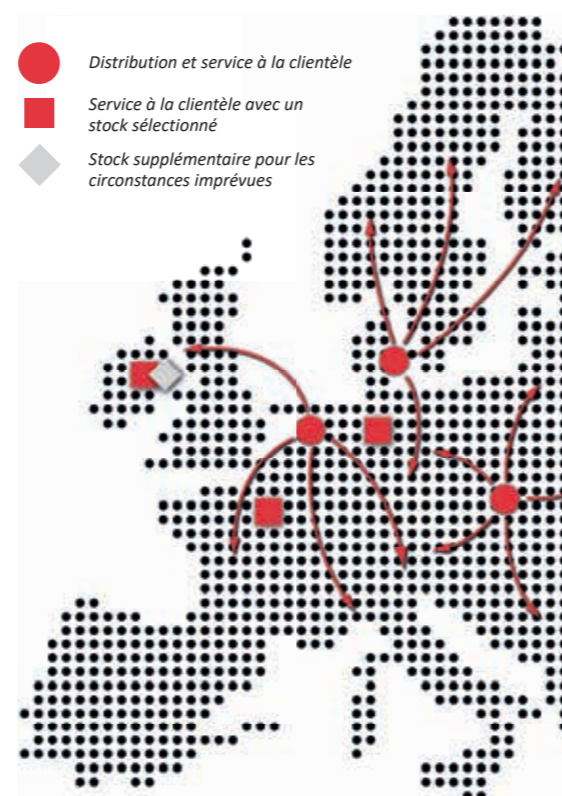 Distribution et service à la clientèle
Service à la clientèle avec un
stock sélectionné
Stock supplémentaire pour les
circonstances imprévues